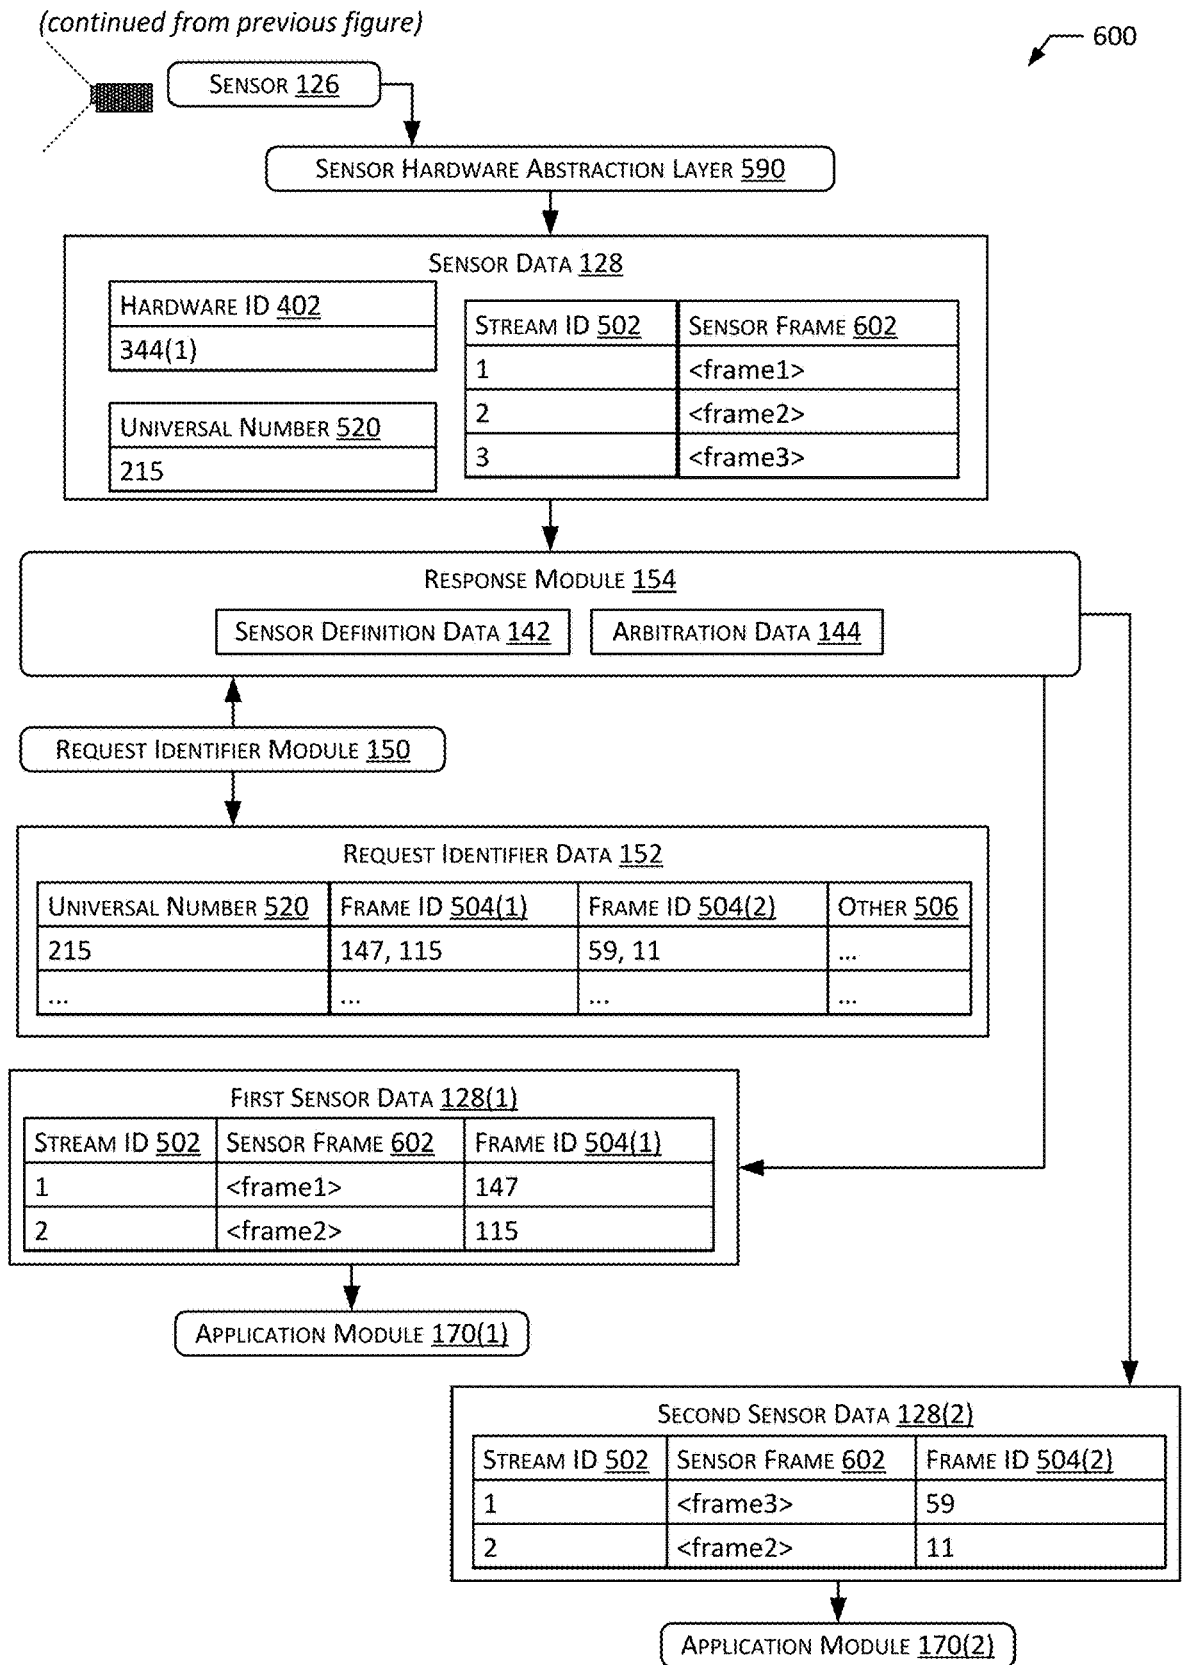 (continued from previous figure)
600
SENSOR 126
SENSOR HARDWARE ABSTRACTION LAYER 590
SENSOR DATA 128
HARDWARE ID 402
344(1)
UNIVERSAL NUMBER 520
215
STREAM ID 502 SENSOR FRAME 602
1 <frame1>
2 <frame2>
3 <frame3>
RESPONSE MODULE 154
SENSOR DEFINITION DATA 142 ARBITRATION DATA 144
REQUEST IDENTIFIER MODULE 150
REQUEST IDENTIFIER DATA 152
UNIVERSAL NUMBER 520 FRAME ID 504(1) FRAME ID 504(2) OTHER 506
215 147, 115 59, 11 ...
... ... ... ...
FIRST SENSOR DATA 128(1)
STREAM ID 502 SENSOR FRAME 602 FRAME ID 504(1)
1 <frame1> 147
2 <frame2> 115
APPLICATION MODULE 170(1)
SECOND SENSOR DATA 128(2)
STREAM ID 502 SENSOR FRAME 602 FRAME ID 504(2)
1 <frame3> 59
2 <frame2> 11
APPLICATION MODULE 170(2)